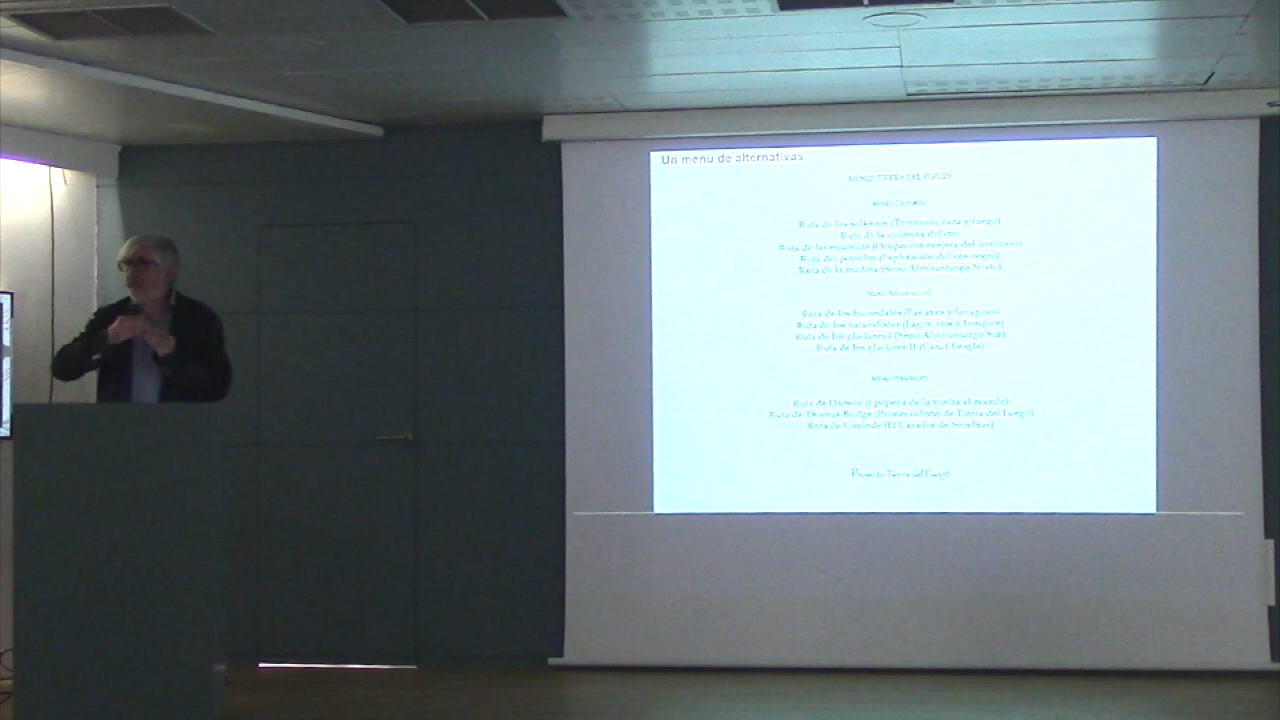 Un menú de alternativas
MENÚ TIERRA DEL FUEGO
Ruta de los selknam (Territorio, caza y fuego)
Ruta de la quimera del oro
Ruta de las estancias (Ocupación ovejera del territorio)
Ruta del petróleo (Explotación del oro negro)
Ruta de la madera (Seno Almirantazgo Norte)
Ruta de los humedales (Las aves y las aguas)
Ruta de los naturalistas (Lagos, ríos y bosques)
Ruta de los glaciares I (Seno Almirantazgo Sur)
Ruta de los glaciares II (Canal Beagle)
Ruta de Darwin (Epopeya de la vuelta al mundo)
Ruta de Thomas Bridge (Primer colono de Tierra del Fuego)
Ruta de Gusinde (El Cazador de Sombras)
Proyecto Tierra del Fuego